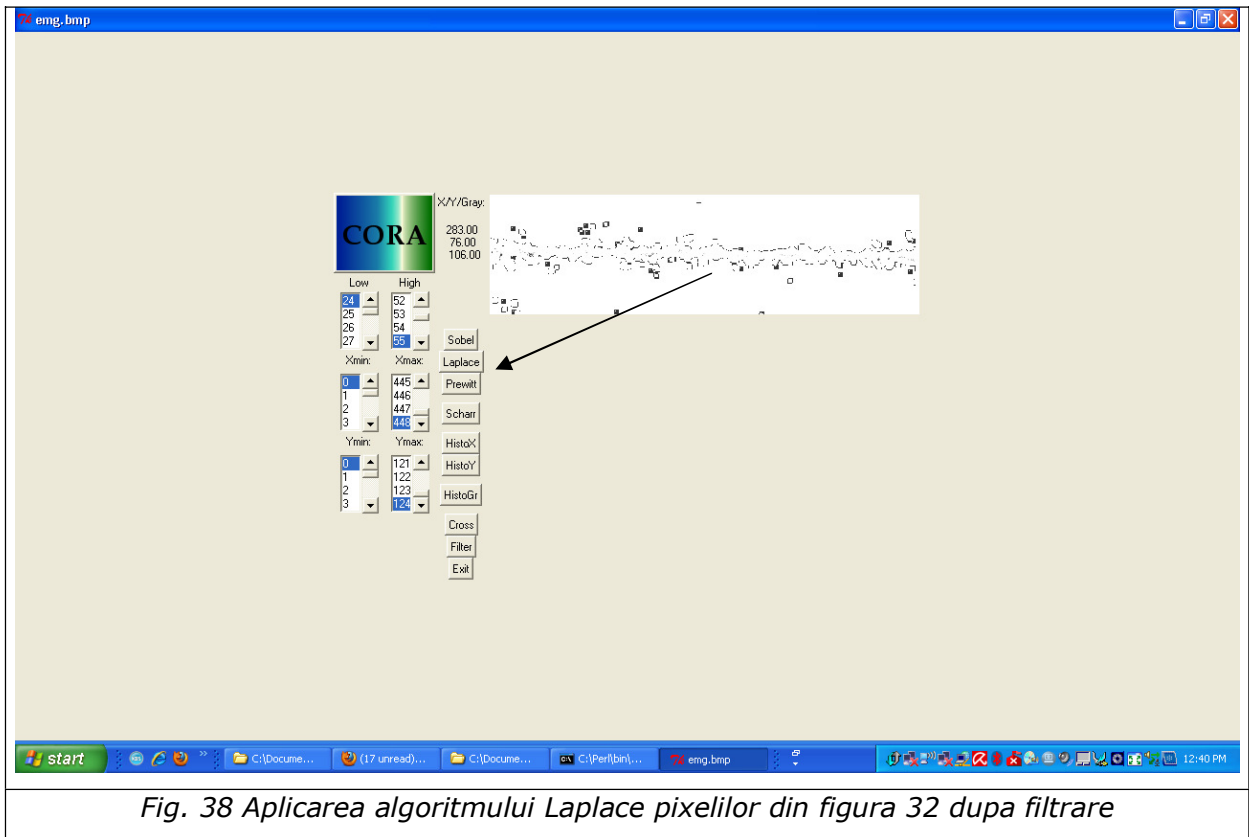 emg.bmp
CORA
X/Y/Gray:
283.00
76.00
106.00
Low High
24 52
25 53
26 54
27 55
Xmin: Xmax:
0 445
1 446
2 447
3 448
Ymin: Ymax:
0 121
1 122
2 123
3 124
Sobel
Laplace
Prewitt
Scharr
HistoX
HistoY
HistoGr
Cross
Filter
Exit
start » C:\Docume... (17 unread)... C:\Docume... C:\Perl\bin\... emg.bmp 12:40 PM
Fig. 38 Aplicarea algoritmului Laplace pixelilor din figura 32 dupa filtrare